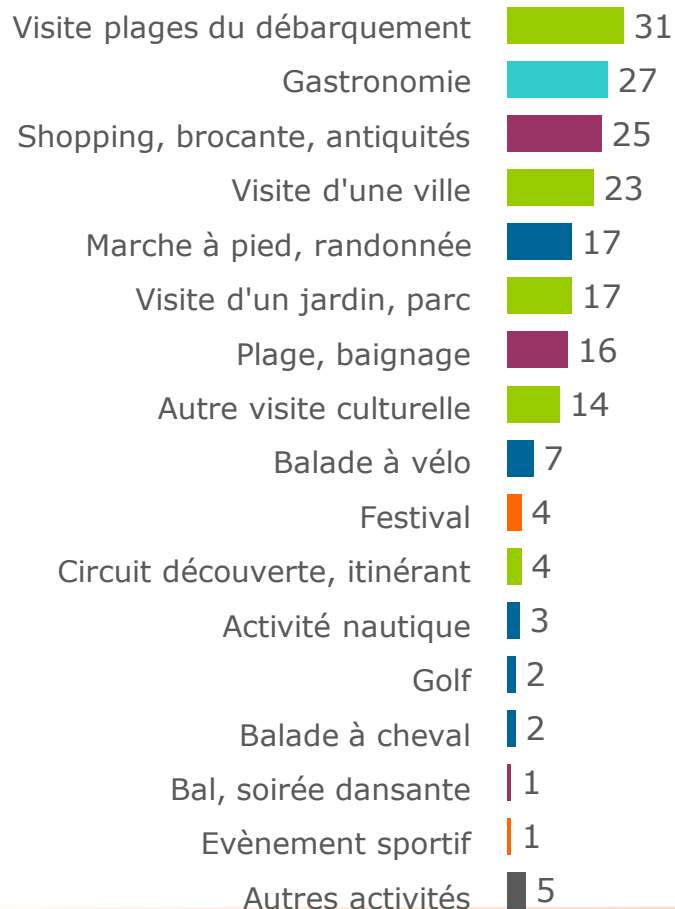 Visite plages du débarquement 31
Gastronomie 27
Shopping, brocante, antiquités 25
Visite d'une ville 23
Marche à pied, randonnée 17
Visite d'un jardin, parc 17
Plage, baignage 16
Autre visite culturelle 14
Balade à vélo 7
Festival 4
Circuit découverte, itinérant 4
Activité nautique 3
Golf 2
Balade à cheval 2
Bal, soirée dansante 1
Evènement sportif 1
Autres activités 5